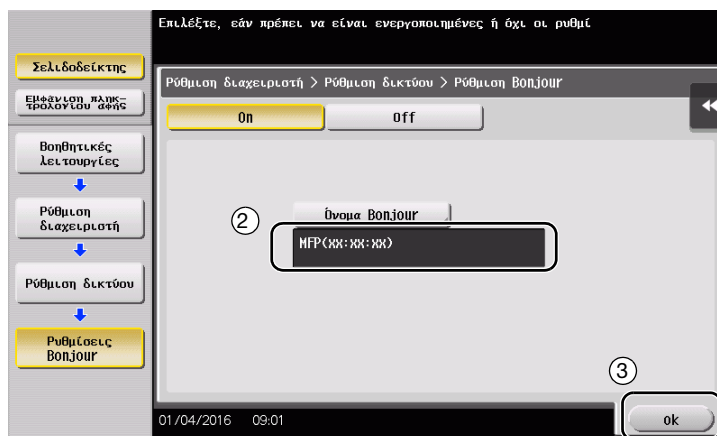 Επιλέξτε, εάν πρέπει να είναι ενεργοποιημένες ή όχι οι ρυθμί
Σελιδοδείκτης
Εμφάνιση πληκ-
τρολογίου αφής
Ρύθμιση διαχειριστή > Ρύθμιση δικτύου > Ρύθμιση Bonjour
On
Off
Βοηθητικές
λειτουργίες
Ρύθμιση
διαχειριστή
Ρύθμιση δικτύου
Ρυθμίσεις
Bonjour
2
Όνομα Bonjour
MFP(xx:xx:xx)
3
01/04/2016 09:01
ok